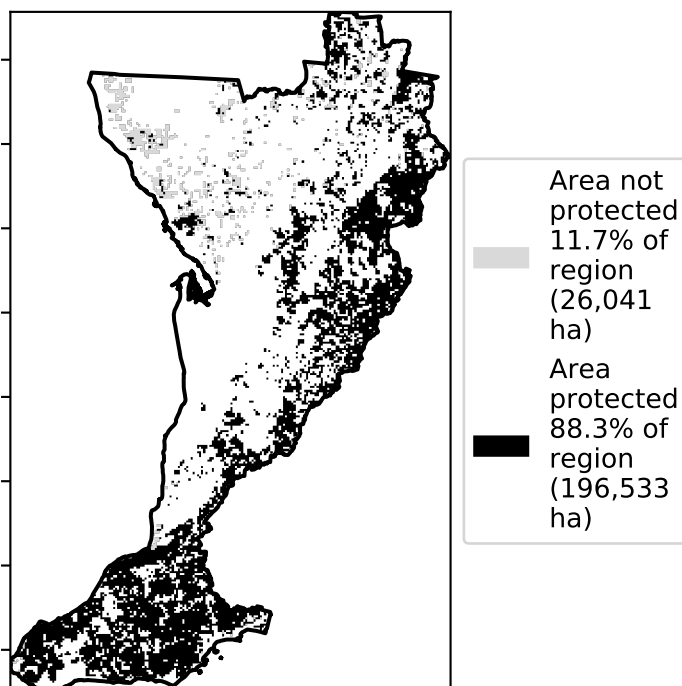 Area not
protected
11.7% of
region
(26,041
ha)
Area
protected
88.3% of
region
(196,533
ha)